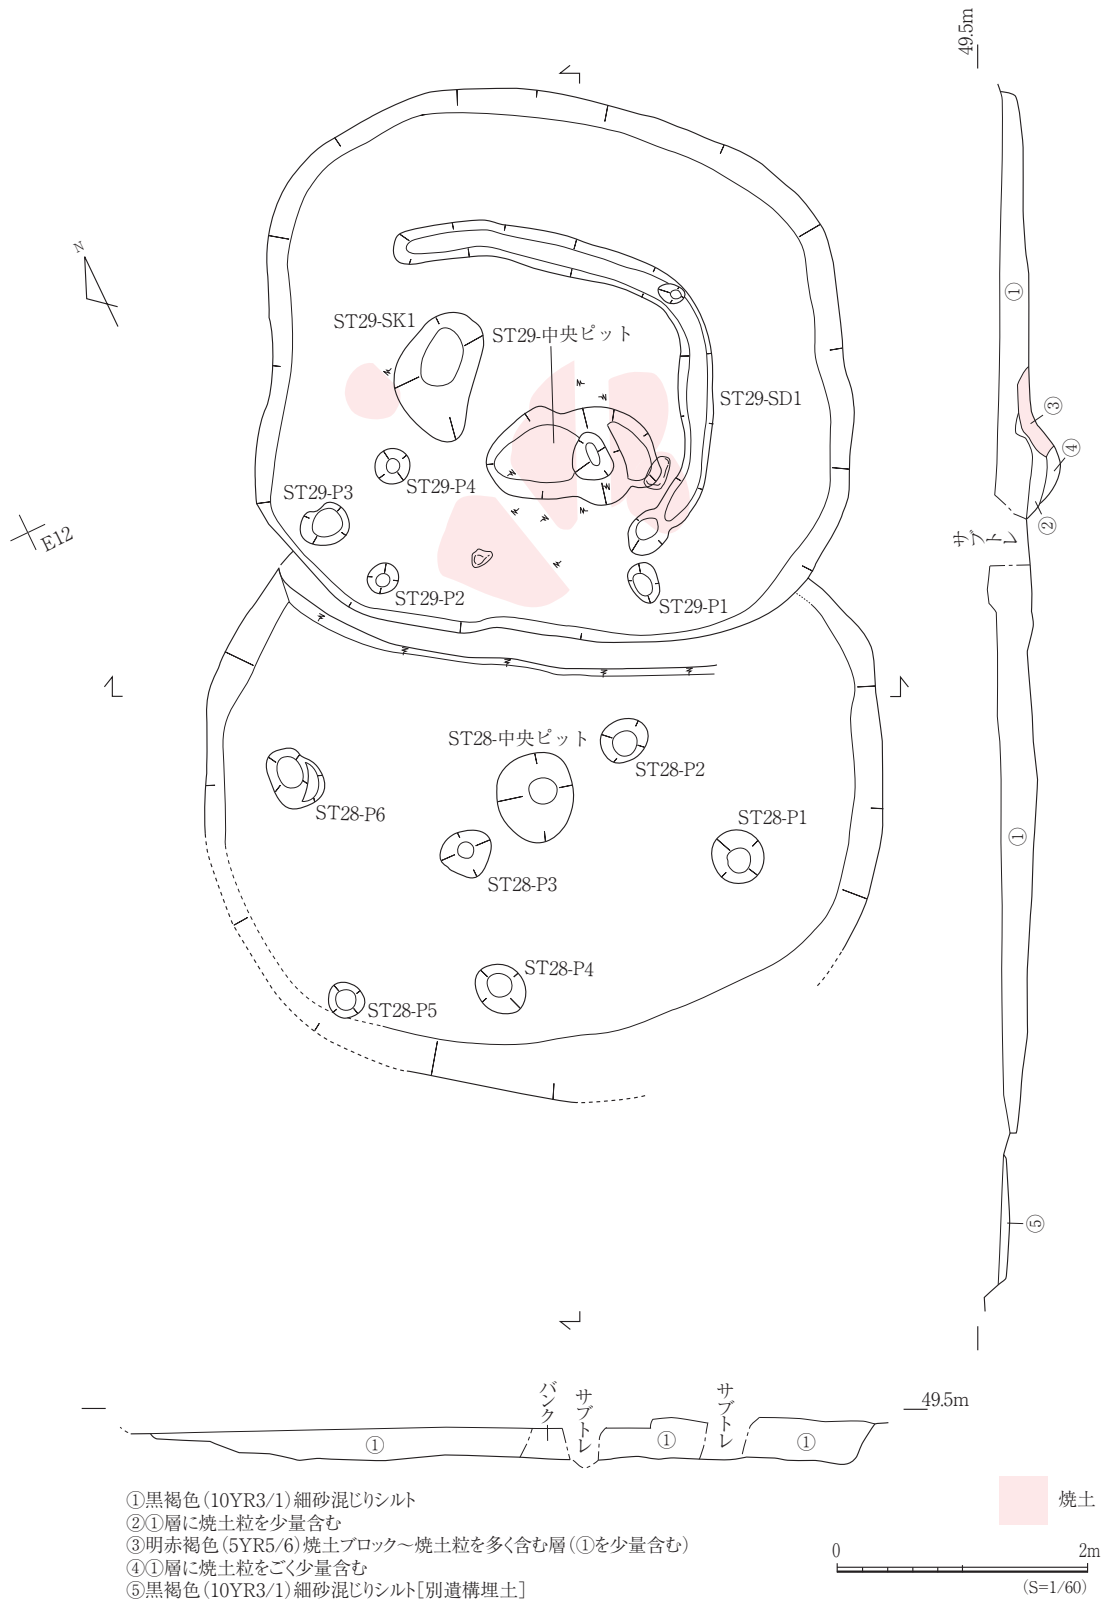 49.5m
N
①
ST29-SK1
ST29-中央ピット
ST29-SD1
③
④
ST29-P4
ST29-P3
②
E12
サブトレ
ST29-P2
ST29-P1
ST28-中央ピット
ST28-P2
ST28-P6
ST28-P1
①
ST28-P3
ST28-P4
ST28-P5
⑤
バンク
サブトレ
サブトレ
49.5m
①
①
①
①黒褐色(10YR3/1)細砂混じりシルト
②①層に焼土粒を少量含む
③明赤褐色(5YR5/6)焼土ブロック～焼土粒を多く含む層(①を少量含む)
④①層に焼土粒をごく少量含む
⑤黒褐色(10YR3/1)細砂混じりシルト[別遺構埋土]
焼土
0 2m
(S=1/60)